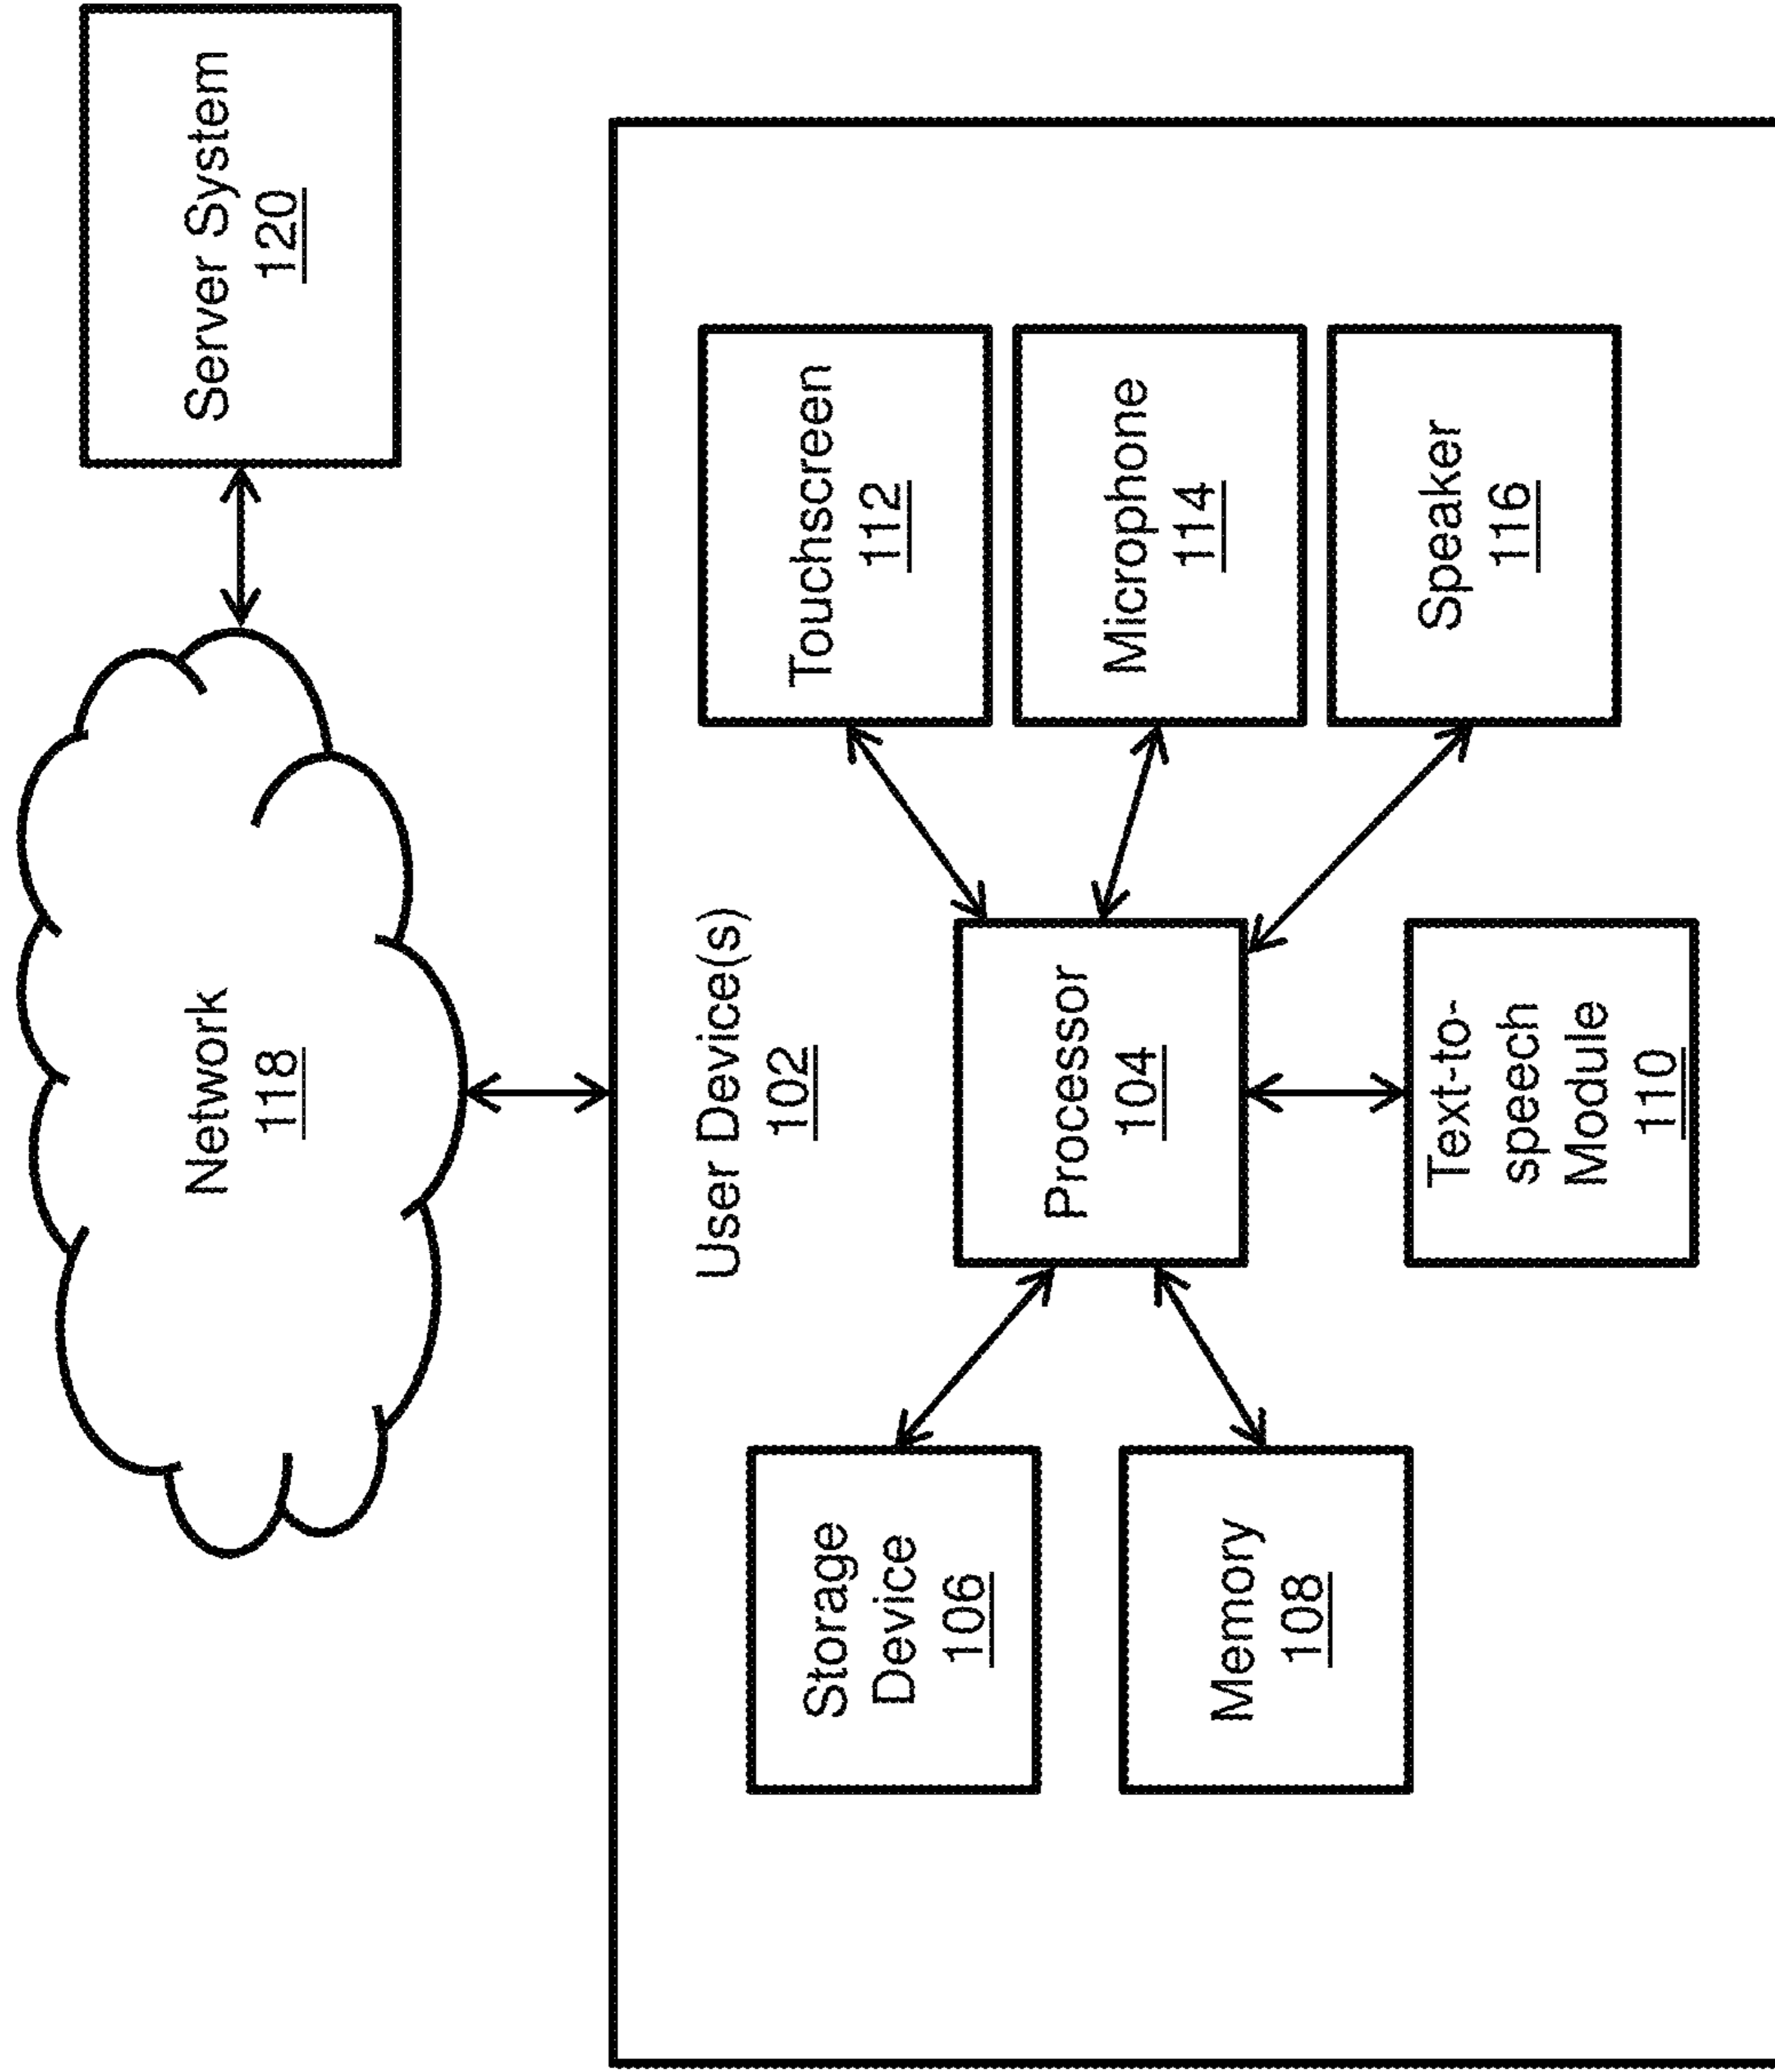 Network
118
Server System
120
User Device(s)
102
Storage
Device
106
Processor
104
Touchscreen
112
Memory
108
Microphone
114
Text-to-
speech
Module
110
Speaker
116